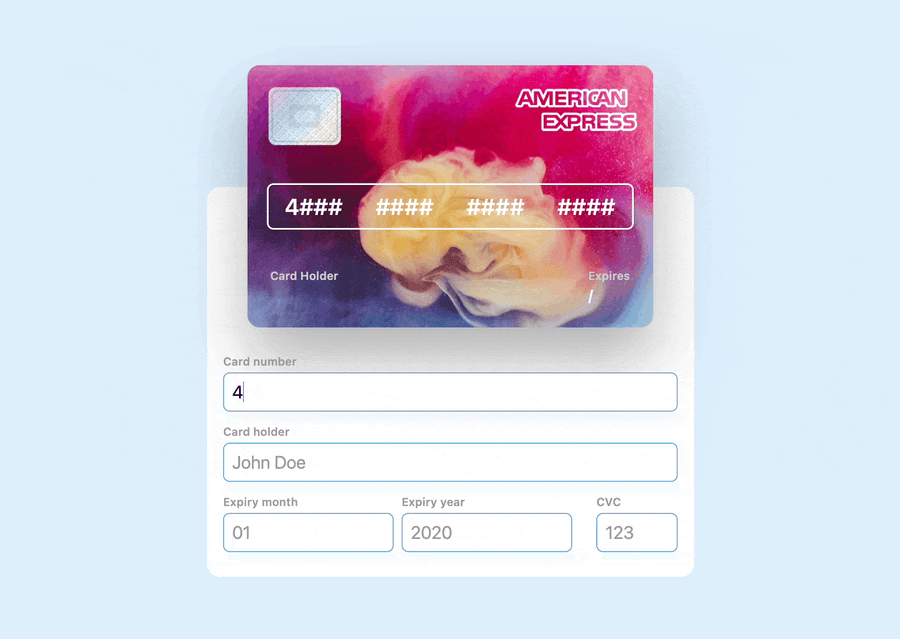 AMERICAN
EXPRESS
4### #### #### ####
Card Holder Expires
/
Card number
4
Card holder
John Doe
Expiry month Expiry year CVC
01 2020 123